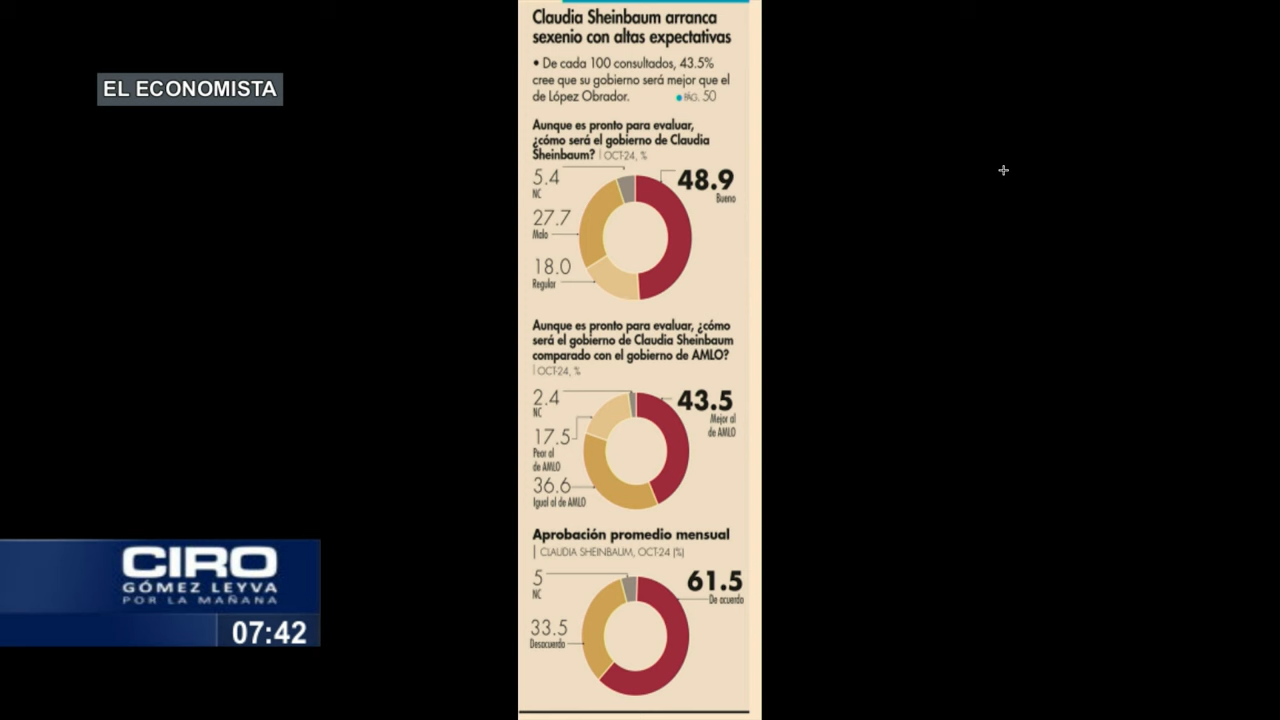 EL ECONOMISTA
Claudia Sheinbaum arranca
sexenio con altas expectativas
• De cada 100 consultados, 43.5%
cree que su gobierno será mejor que el
de López Obrador.
● PÁG. 50
Aunque es pronto para evaluar,
¿cómo será el gobierno de Claudia
Sheinbaum? | OCT-24, %
5.4
NC
48.9
Bueno
27.7
Malo
18.0
Regular
Aunque es pronto para evaluar, ¿cómo
será el gobierno de Claudia Sheinbaum
comparado con el gobierno de AMLO?
| OCT-24, %
2.4
NC
43.5
Mejor al
de AMLO
17.5
Peor al
de AMLO
36.6
Igual al de AMLO
Aprobación promedio mensual
| CLAUDIA SHEINBAUM, OCT-24 (%)
5
NC
61.5
De acuerdo
33.5
Desacuerdo
CIRO
GÓMEZ LEYVA
POR LA MAÑANA
07:42